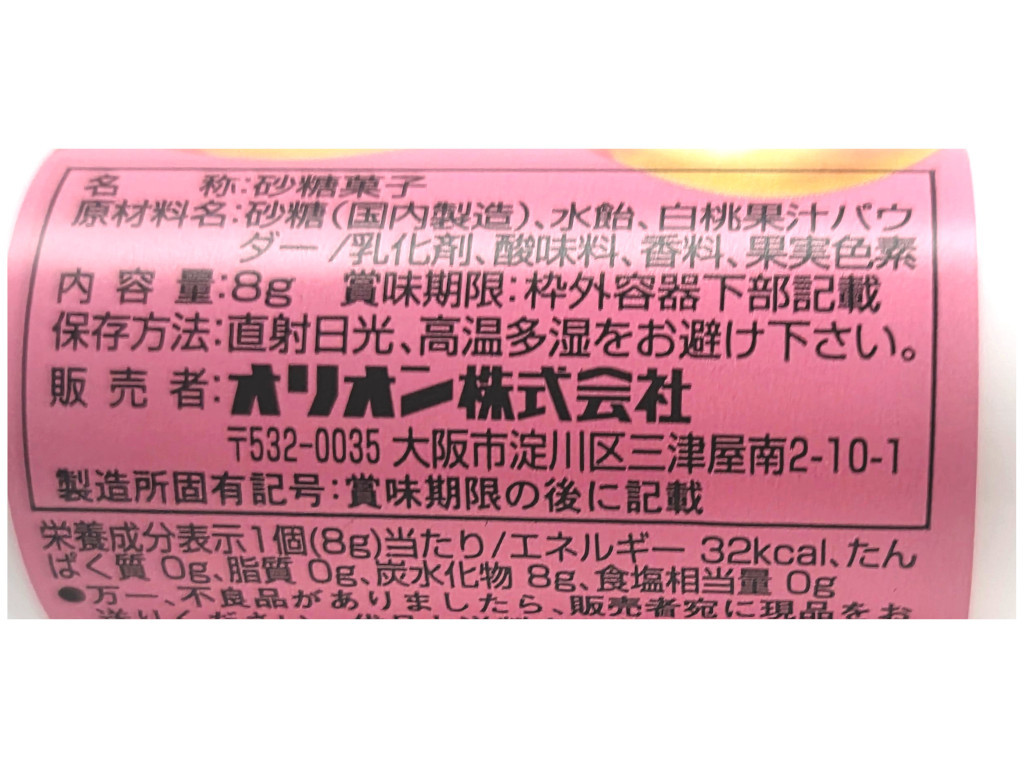 名 称:砂糖菓子
原材料名:砂糖(国内製造)、水飴、白桃果汁パウ
ダー/乳化剤、酸味料、香料、果実色素
内容量:8g 賞味期限:枠外容器下部記載
保存方法:直射日光、高温多湿をお避け下さい。
販売者:オリオン株式会社
〒532-0035 大阪市淀川区三津屋南2-10-1
製造所固有記号:賞味期限の後に記載
栄養成分表示1個(8g)当たり/エネルギー 32kcal、たん
ぱく質 0g、脂質 0g、炭水化物 8g、食塩相当量 0g
●万一、不良品がありましたら、販売者宛に現品をお